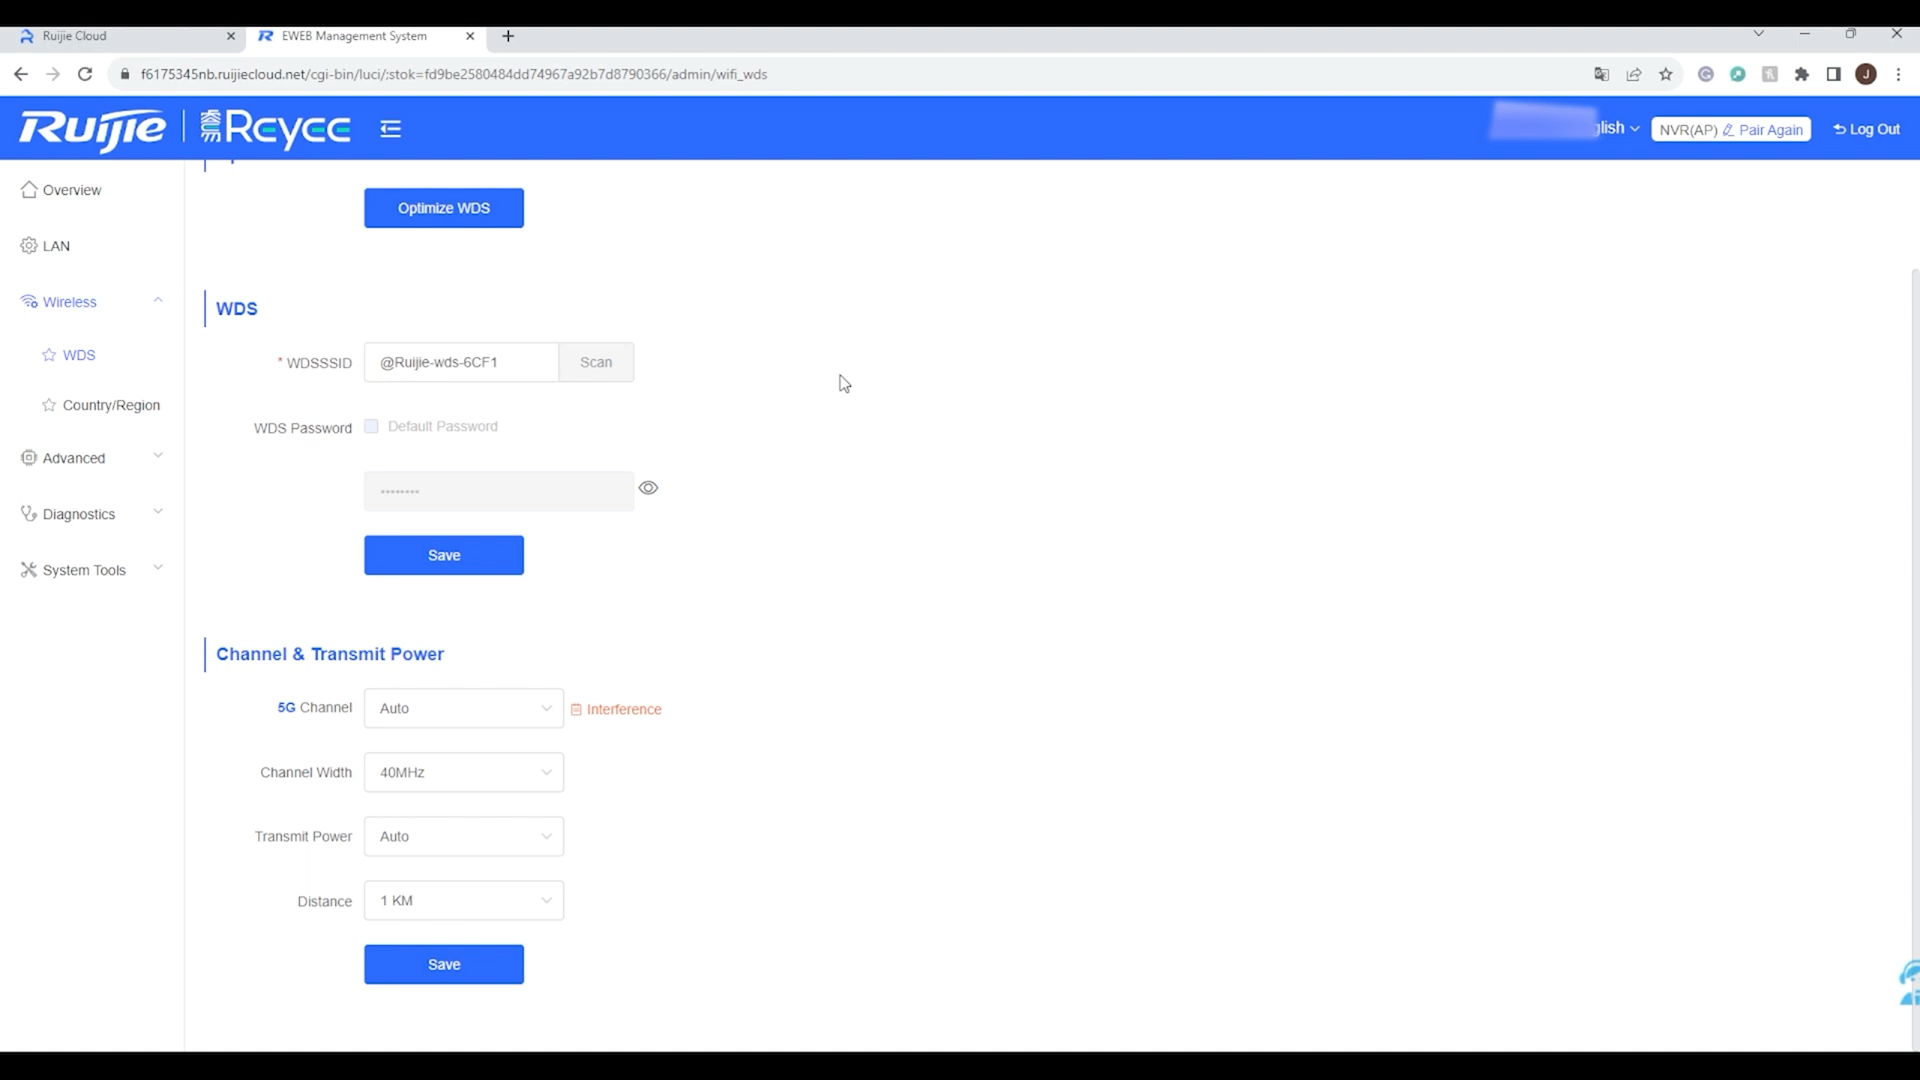 Ruijie Cloud
EWEB Management System
f6175345nb.ruijiecloud.net/cgi-bin/luci/;stok=fd9be2580484dd74967a92b7d8790366/admin/wifi_wds
J
Ruijie | 睿易 Reyee
glish
NVR(AP) Pair Again
Log Out
Overview
LAN
Wireless
WDS
Country/Region
Advanced
Diagnostics
System Tools
Optimize WDS
WDS
* WDSSSID @Ruijie-wds-6CF1 Scan
WDS Password Default Password
Save
Channel & Transmit Power
5G Channel Auto Interference
Channel Width 40MHz
Transmit Power Auto
Distance 1 KM
Save